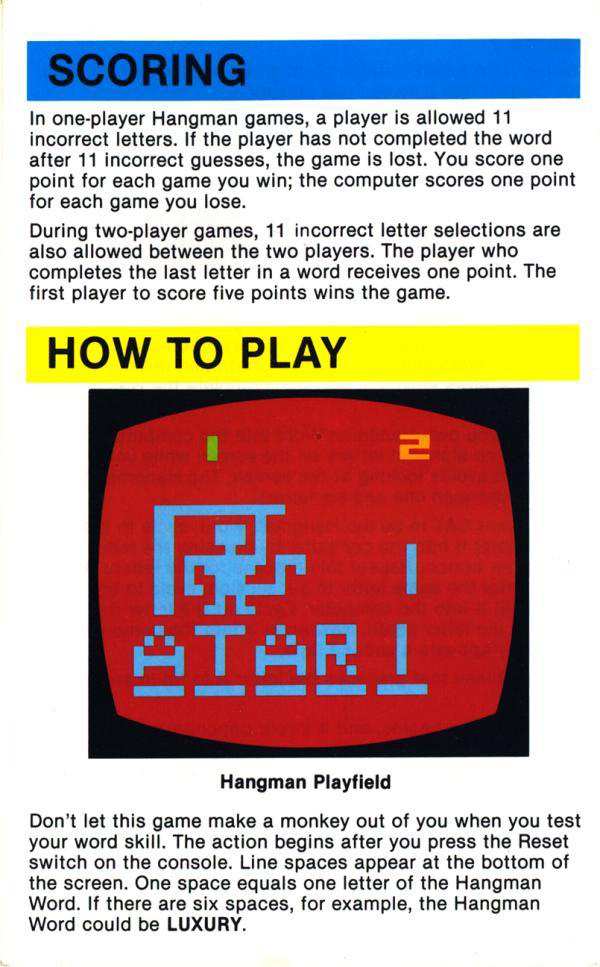 SCORING
In one-player Hangman games, a player is allowed 11
incorrect letters. If the player has not completed the word
after 11 incorrect guesses, the game is lost. You score one
point for each game you win; the computer scores one point
for each game you lose.
During two-player games, 11 incorrect letter selections are
also allowed between the two players. The player who
completes the last letter in a word receives one point. The
first player to score five points wins the game.
HOW TO PLAY
1 2
I
ATARI
Hangman Playfield
Don't let this game make a monkey out of you when you test
your word skill. The action begins after you press the Reset
switch on the console. Line spaces appear at the bottom of
the screen. One space equals one letter of the Hangman
Word. If there are six spaces, for example, the Hangman
Word could be LUXURY.